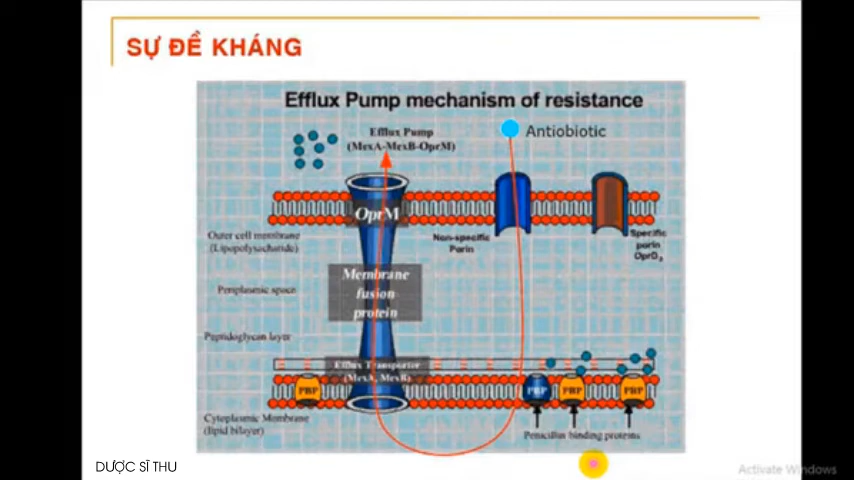 SỰ ĐỀ KHÁNG
Efflux Pump mechanism of resistance
Efflux Pump
(MexA-MexB-OprM)
Antiobiotic
OprM
Outer cell membrane
(Lipopolysaccharide)
Non-specific
Porin
Specific
porin
OprD₂
Membrane
fusion
protein
Periplasmic space
Peptidoglycan layer
Efflux Transporter
(MexA, MexB)
PBP
PBP
PBP
PBP
Cytoplasmic Membrane
(lipid bilayer)
Penicillin binding proteins
DƯỢC SĨ THU
Activate Windows